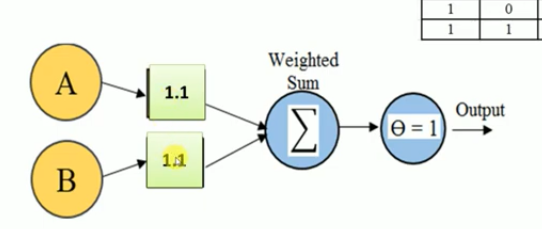 1 0
1 1
Weighted
Sum
A
1.1
∑
Θ = 1
Output
B
1.1